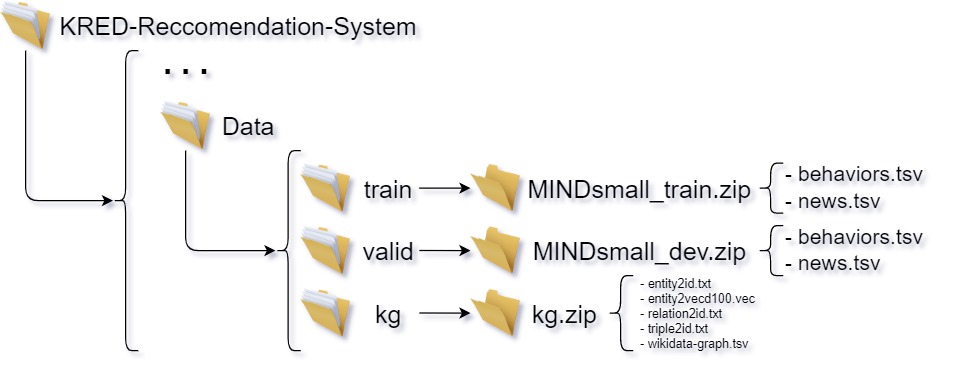 KRED-Reccomendation-System
...
Data
train
MINDsmall_train.zip
- behaviors.tsv
- news.tsv
valid
MINDsmall_dev.zip
- behaviors.tsv
- news.tsv
kg
kg.zip
- entity2id.txt
- entity2vecd100.vec
- relation2id.txt
- triple2id.txt
- wikidata-graph.tsv